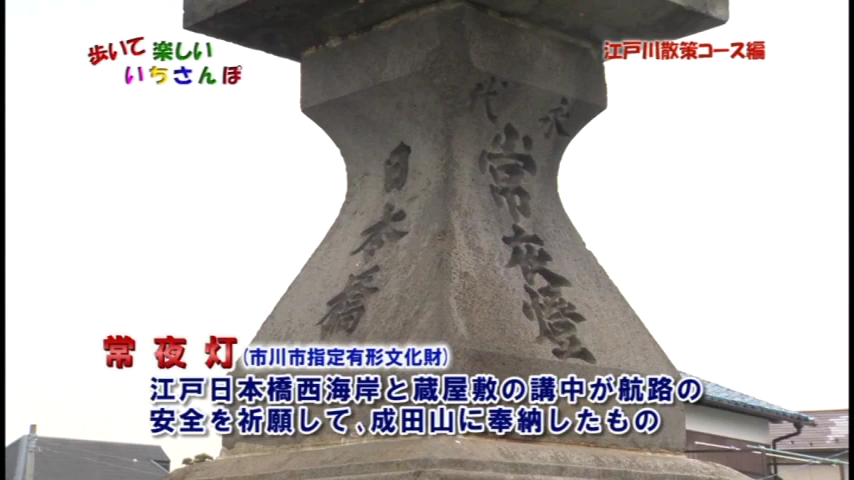 歩いて楽しい
いちさんぽ
江戸川散策コース編
永代
常夜燈
日本橋
常夜灯(市川市指定有形文化財)
江戸日本橋西海岸と蔵屋敷の講中が航路の
安全を祈願して、成田山に奉納したもの